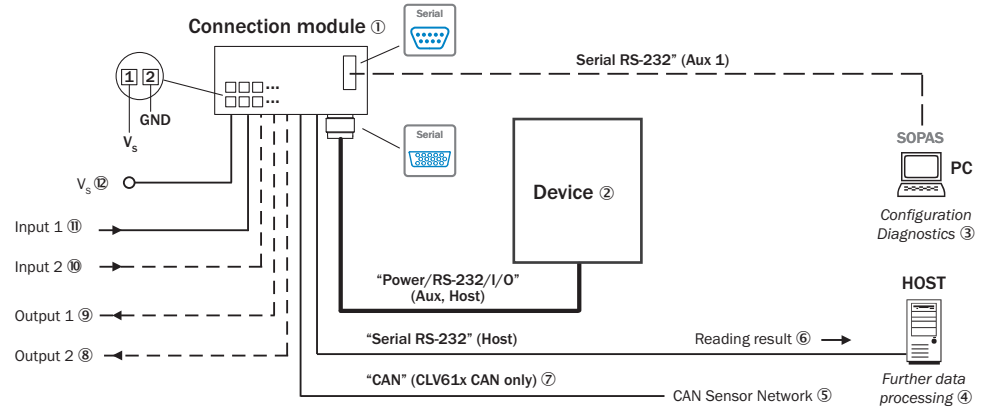 Connection module ①
Serial
Serial RS-232” (Aux 1)
1 2
GND
Vs
Serial
SOPAS
PC
Configuration
Diagnostics ③
Device ②
Vs ⑫
Input 1 ⑪
Input 2 ⑩
Output 1 ⑨
Output 2 ⑧
“Power/RS-232/I/O”
(Aux, Host)
HOST
“Serial RS-232” (Host)
Reading result ⑥
Further data
processing ④
“CAN” (CLV61x CAN only) ⑦
CAN Sensor Network ⑤